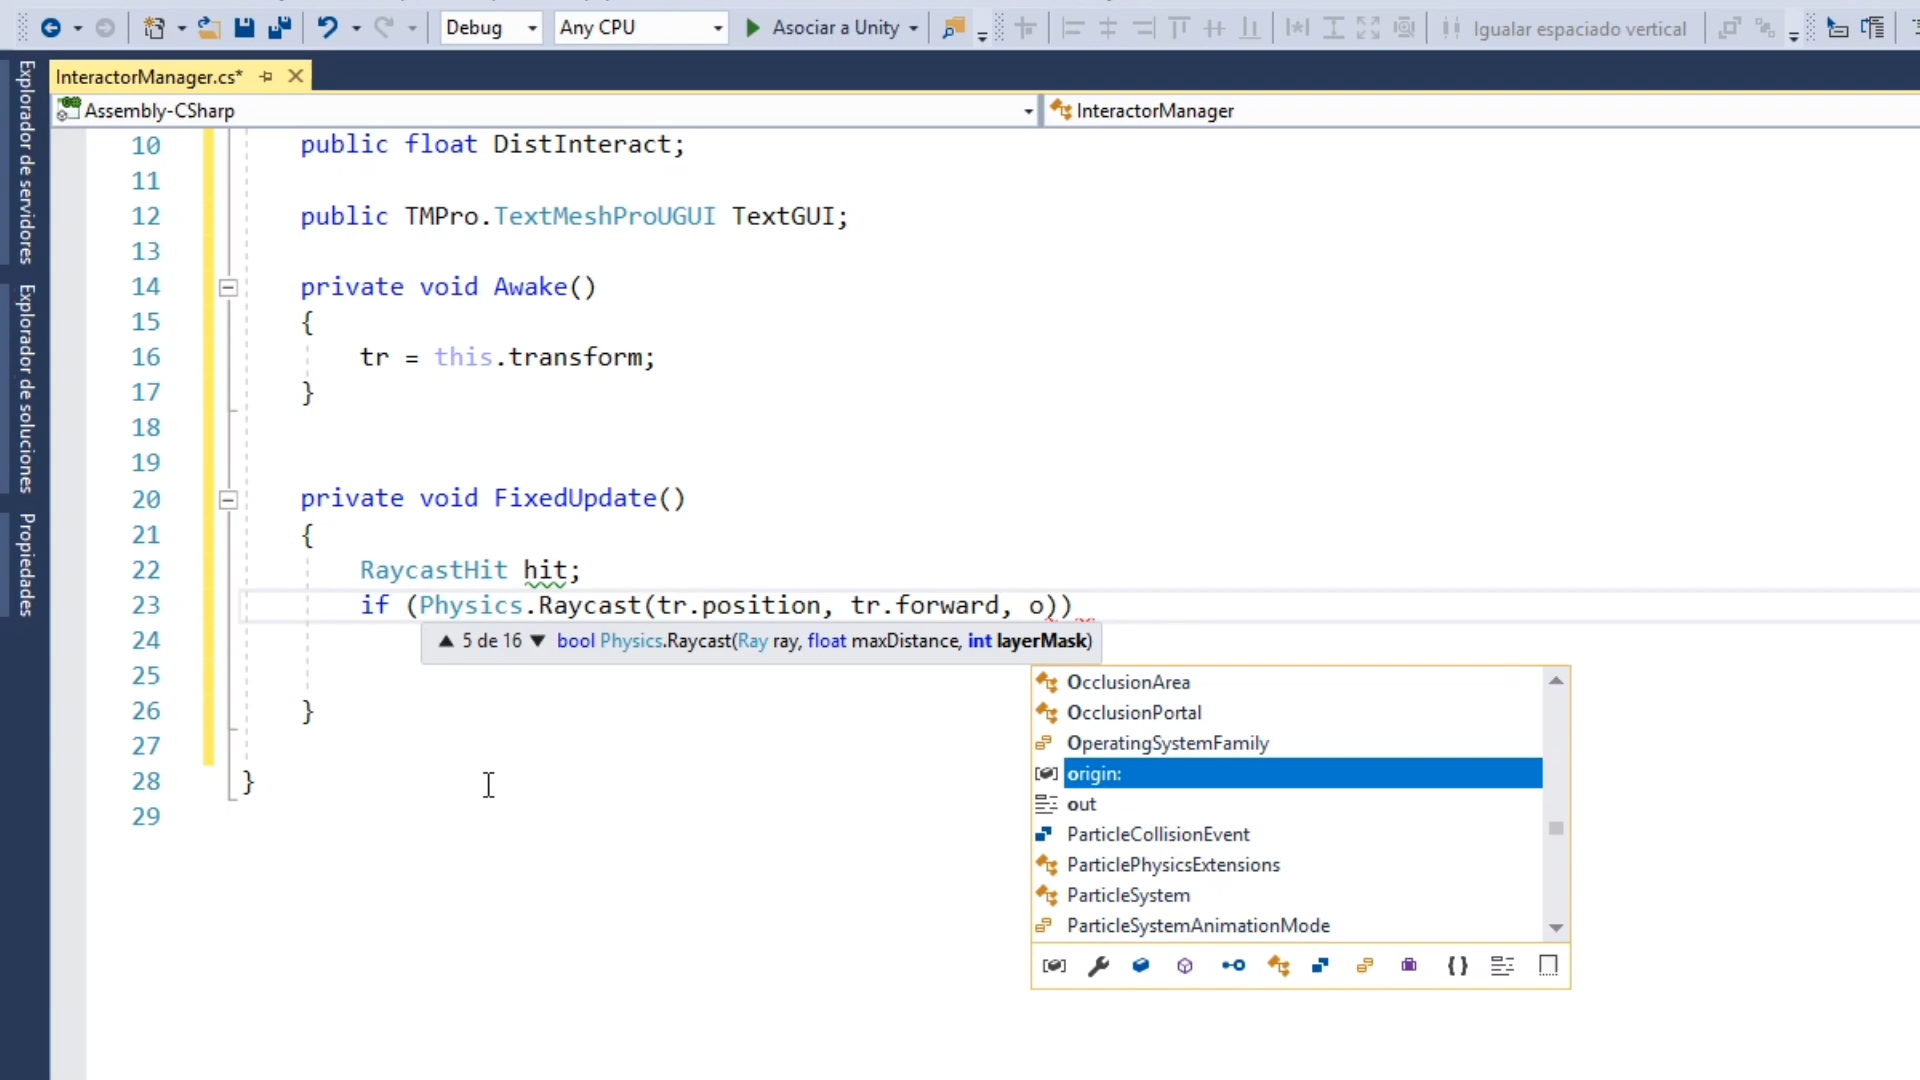 Debug
Any CPU
Asociar a Unity
Igualar espaciado vertical
Explorador de servidores
Explorador de soluciones
Propiedades
InteractorManager.cs*
Assembly-CSharp
InteractorManager
10 public float DistInteract;
11
12 public TMPro.TextMeshProUGUI TextGUI;
13
14 private void Awake()
15 {
16 tr = this.transform;
17 }
18
19
20 private void FixedUpdate()
21 {
22 RaycastHit hit;
23 if (Physics.Raycast(tr.position, tr.forward, o))
24
25
26 }
27
28 }
29
▲ 5 de 16 ▼ bool Physics.Raycast(Ray ray, float maxDistance, int layerMask)
OcclusionArea
OcclusionPortal
OperatingSystemFamily
origin:
out
ParticleCollisionEvent
ParticlePhysicsExtensions
ParticleSystem
ParticleSystemAnimationMode